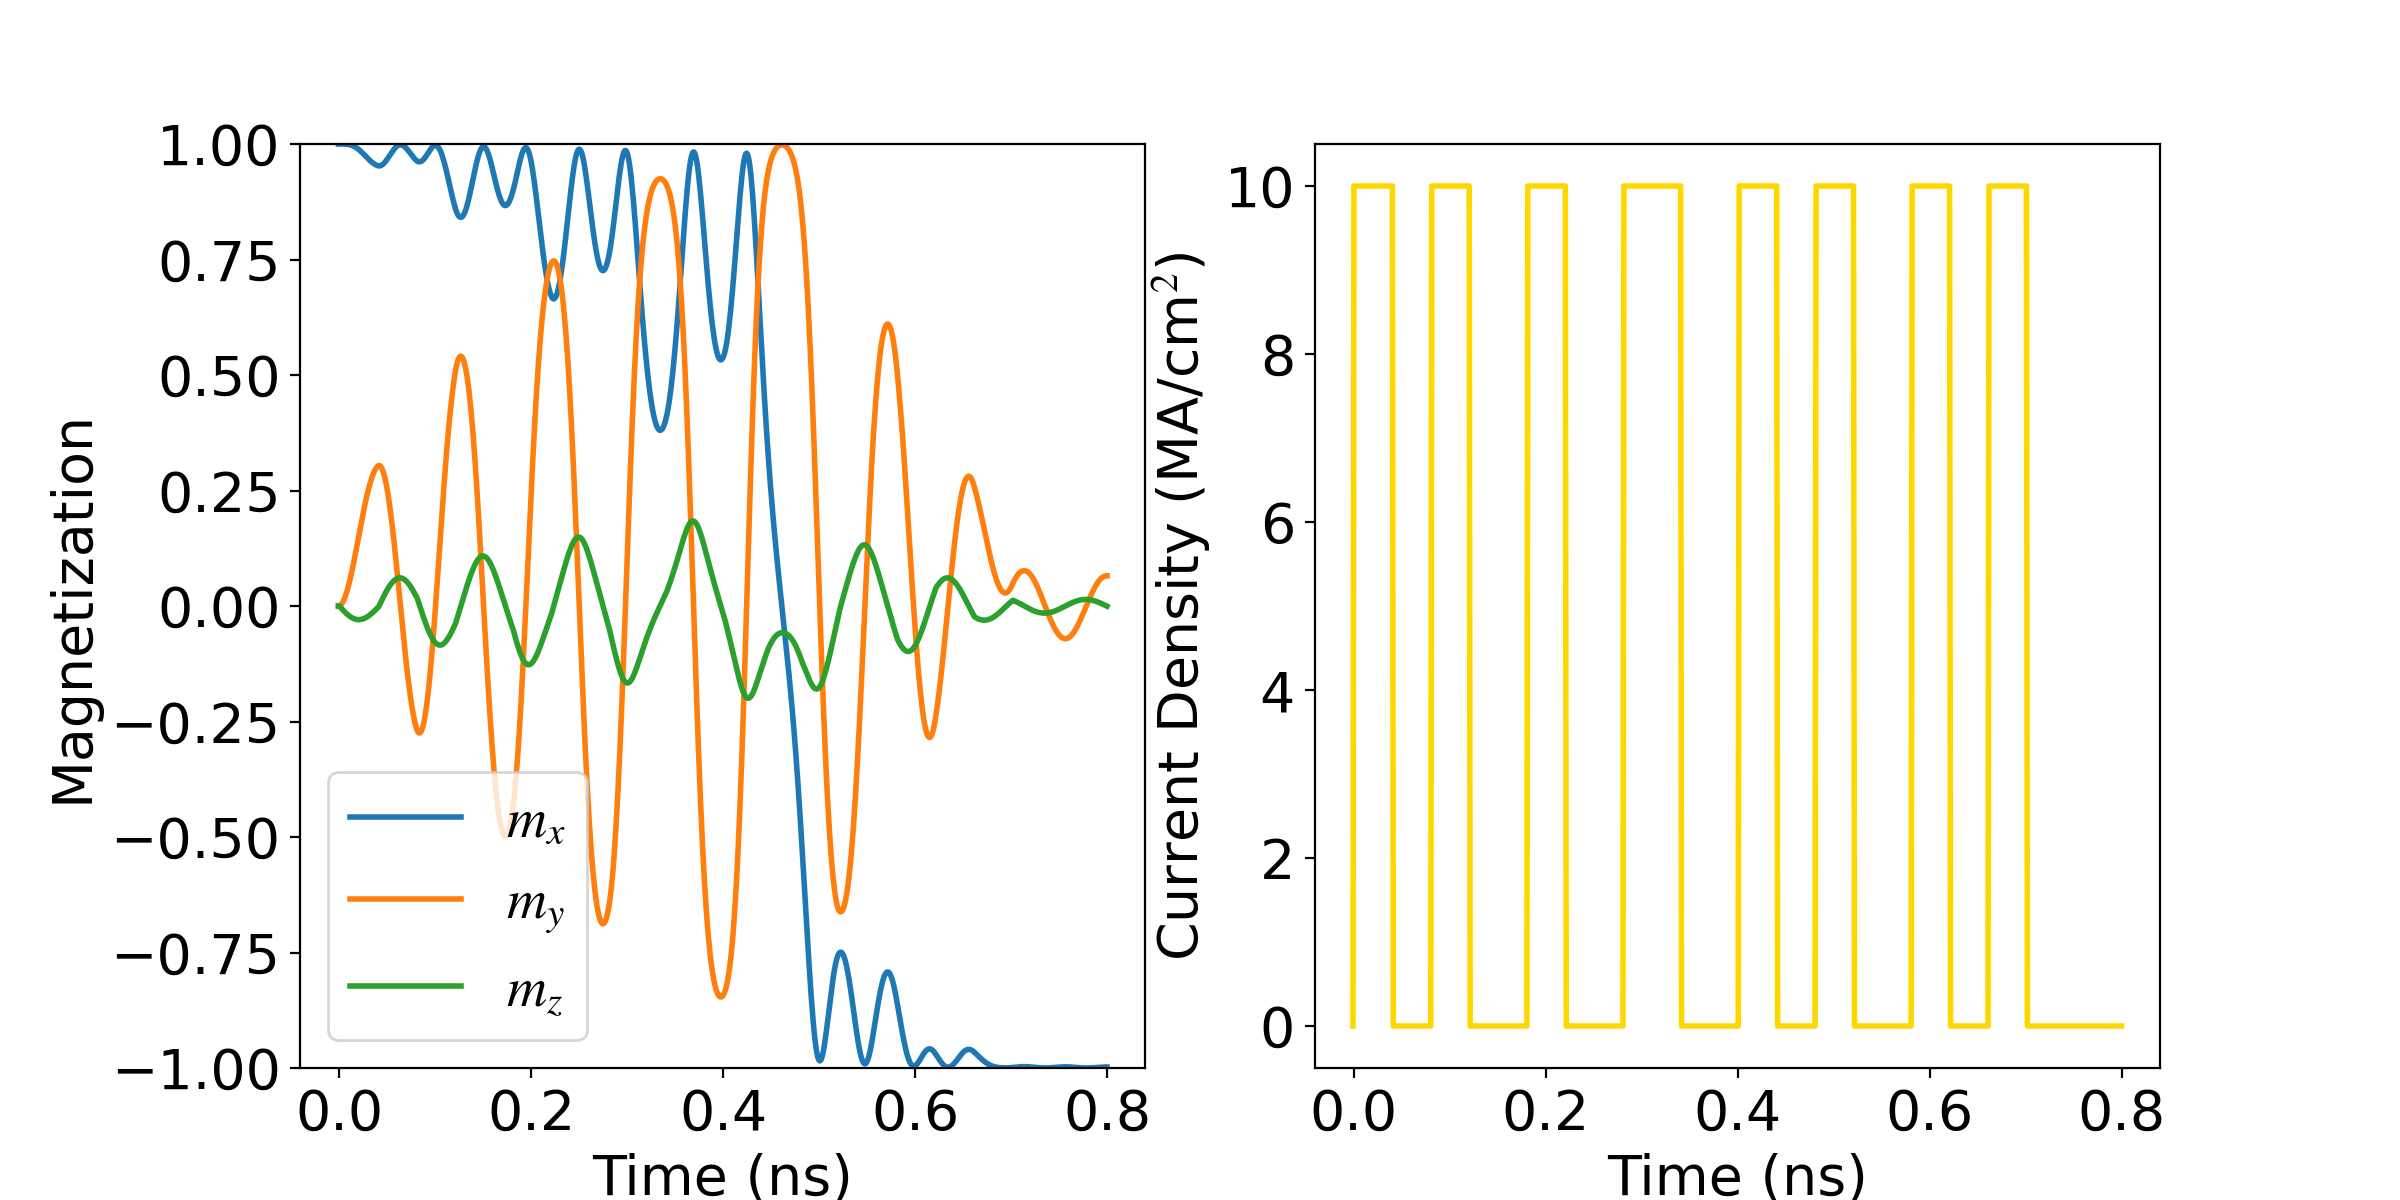 1.00
0.75
0.50
0.25
0.00
−0.25
−0.50
−0.75
−1.00
Magnetization
m_x
m_y
m_z
0.0 0.2 0.4 0.6 0.8
Time (ns)
10
8
6
4
2
0
Current Density (MA/cm²)
0.0 0.2 0.4 0.6 0.8
Time (ns)